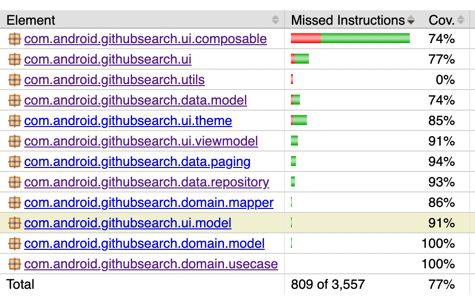 Element Missed Instructions Cov.
com.android.githubsearch.ui.composable 74%
com.android.githubsearch.ui 77%
com.android.githubsearch.utils 0%
com.android.githubsearch.data.model 74%
com.android.githubsearch.ui.theme 85%
com.android.githubsearch.ui.viewmodel 91%
com.android.githubsearch.data.paging 94%
com.android.githubsearch.data.repository 93%
com.android.githubsearch.domain.mapper 86%
com.android.githubsearch.ui.model 91%
com.android.githubsearch.domain.model 100%
com.android.githubsearch.domain.usecase 100%
Total 809 of 3,557 77%